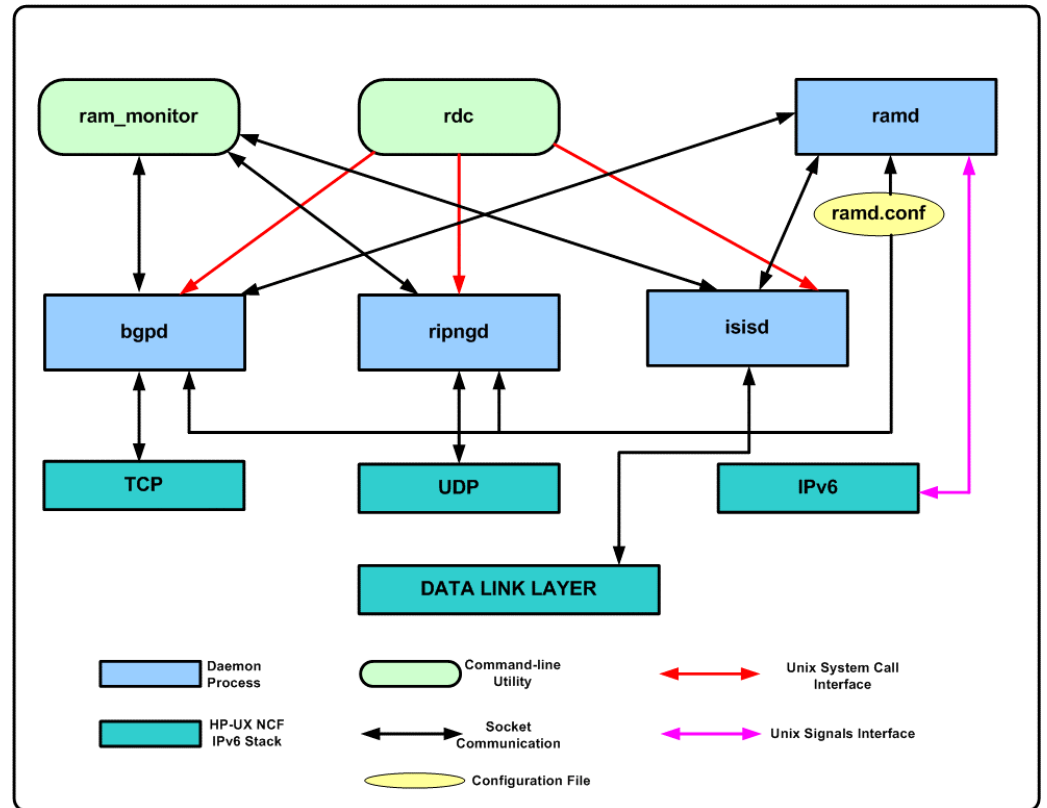 ram_monitor
rdc
ramd
ramd.conf
bgpd
ripngd
isisd
TCP
UDP
IPv6
DATA LINK LAYER
Daemon
Process
Command-line
Utility
Unix System Call
Interface
HP-UX NCF
IPv6 Stack
Socket
Communication
Unix Signals Interface
Configuration File